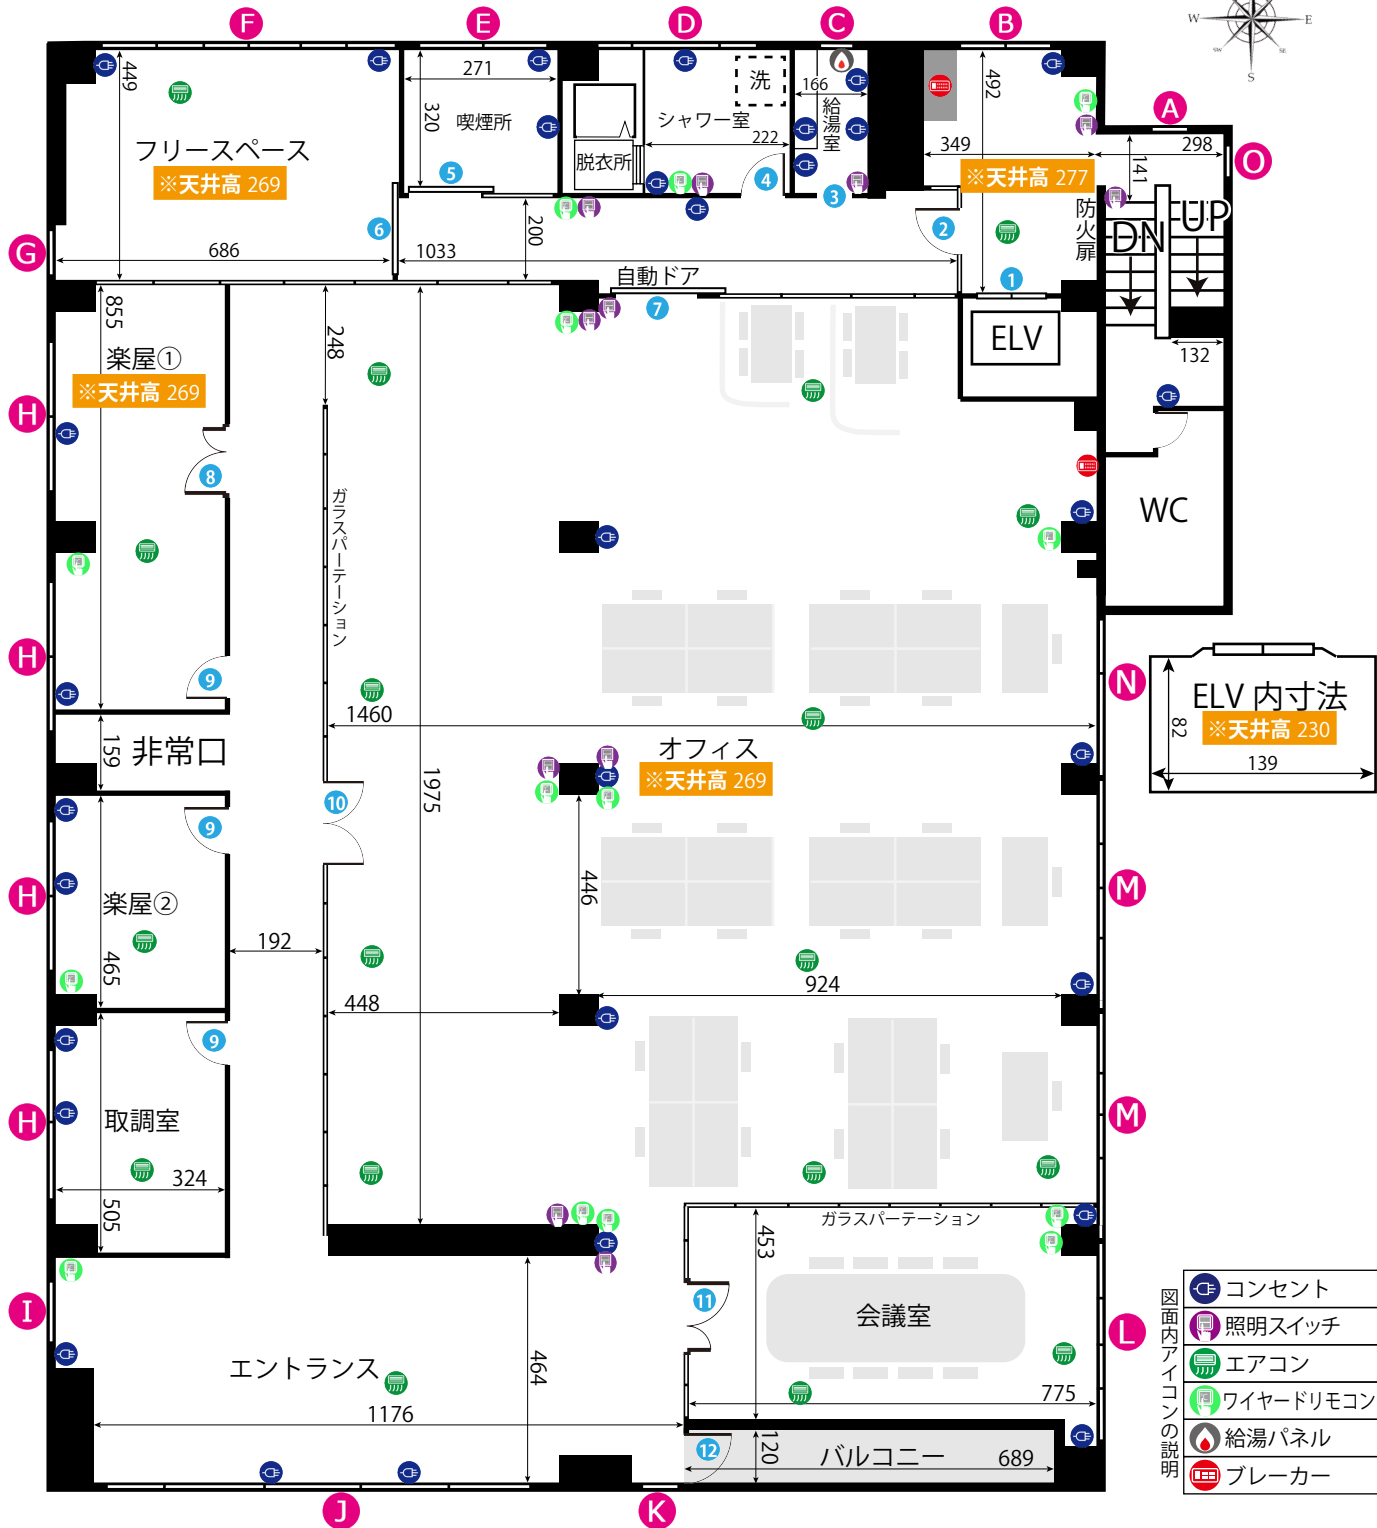 F
E
D
C
B
N
W
E
SW
SE
S
A
O
449
フリースペース
※天井高 269
686
G
6
271
320
喫煙所
5
脱衣所
シャワー室
洗
222
4
166
給湯室
3
492
349
※天井高 277
298
141
防火扉
DN
UP
132
1033
200
2
1
自動ドア
7
ELV
855
楽屋①
※天井高 269
H
8
248
ガラスパーテーション
WC
H
9
1460
1975
オフィス
※天井高 269
N
ELV 内寸法
※天井高 230
82
139
159
非常口
10
H
9
楽屋②
465
192
446
924
448
M
9
H
取調室
324
505
M
ガラスパーテーション
453
11
会議室
775
L
I
エントランス
464
1176
12
120
バルコニー
689
J
K
図面内アイコンの説明
コンセント
照明スイッチ
エアコン
ワイヤードリモコン
給湯パネル
ブレーカー